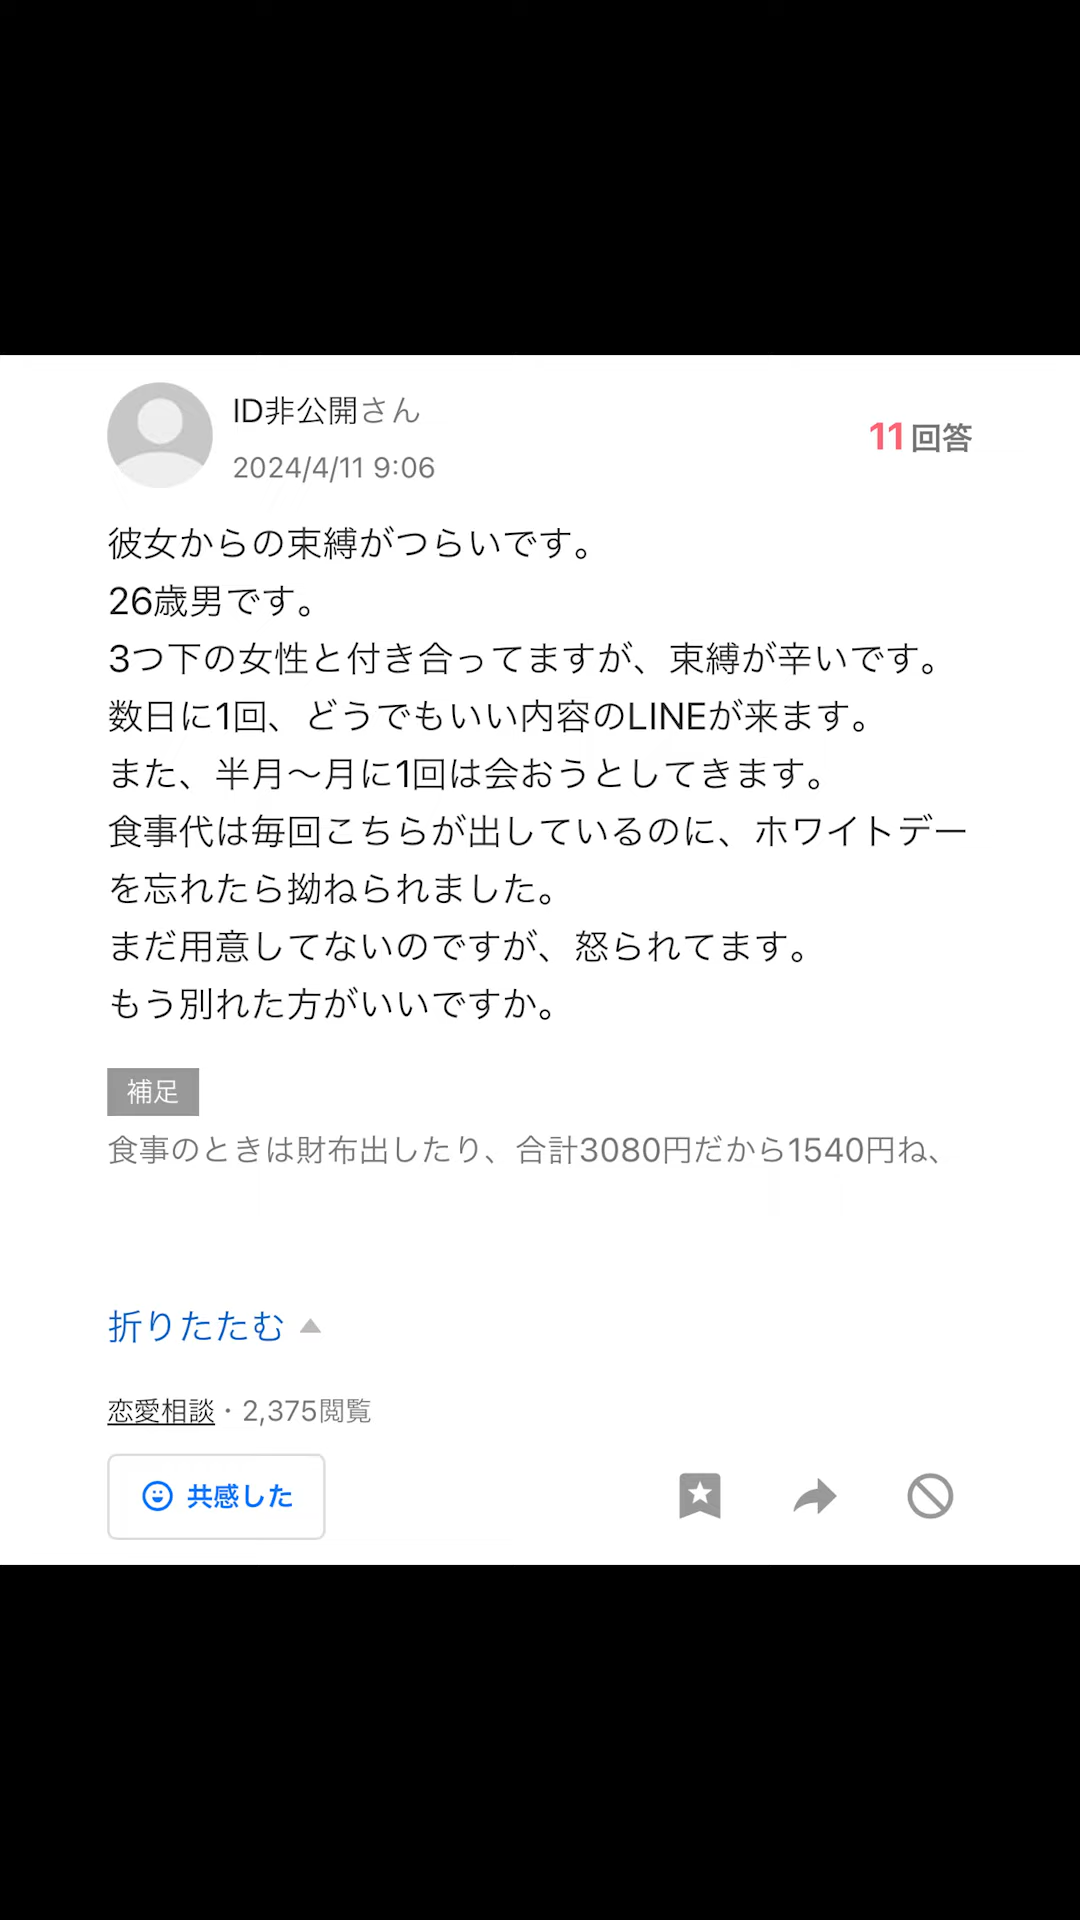 ID非公開さん
11回答
2024/4/11 9:06
彼女からの束縛がつらいです。
26歳男です。
3つ下の女性と付き合ってますが、束縛が辛いです。
数日に1回、どうでもいい内容のLINEが来ます。
また、半月〜月に1回は会おうとしてきます。
食事代は毎回こちらが出しているのに、ホワイトデー
を忘れたら拗ねられました。
まだ用意してないのですが、怒られてます。
もう別れた方がいいですか。
補足
食事のときは財布出したり、合計3080円だから1540円ね、
折りたたむ
恋愛相談・2,375閲覧
共感した